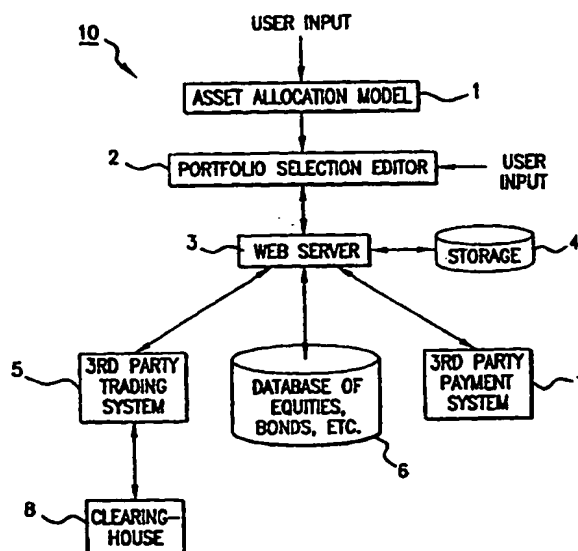 USER INPUT
10
ASSET ALLOCATION MODEL
1
2
PORTFOLIO SELECTION EDITOR
USER
INPUT
3
WEB SERVER
STORAGE
4
5
3RD PARTY
TRADING
SYSTEM
DATABASE OF
EQUITIES,
BONDS, ETC.
6
3RD PARTY
PAYMENT
SYSTEM
8
CLEARING-
HOUSE